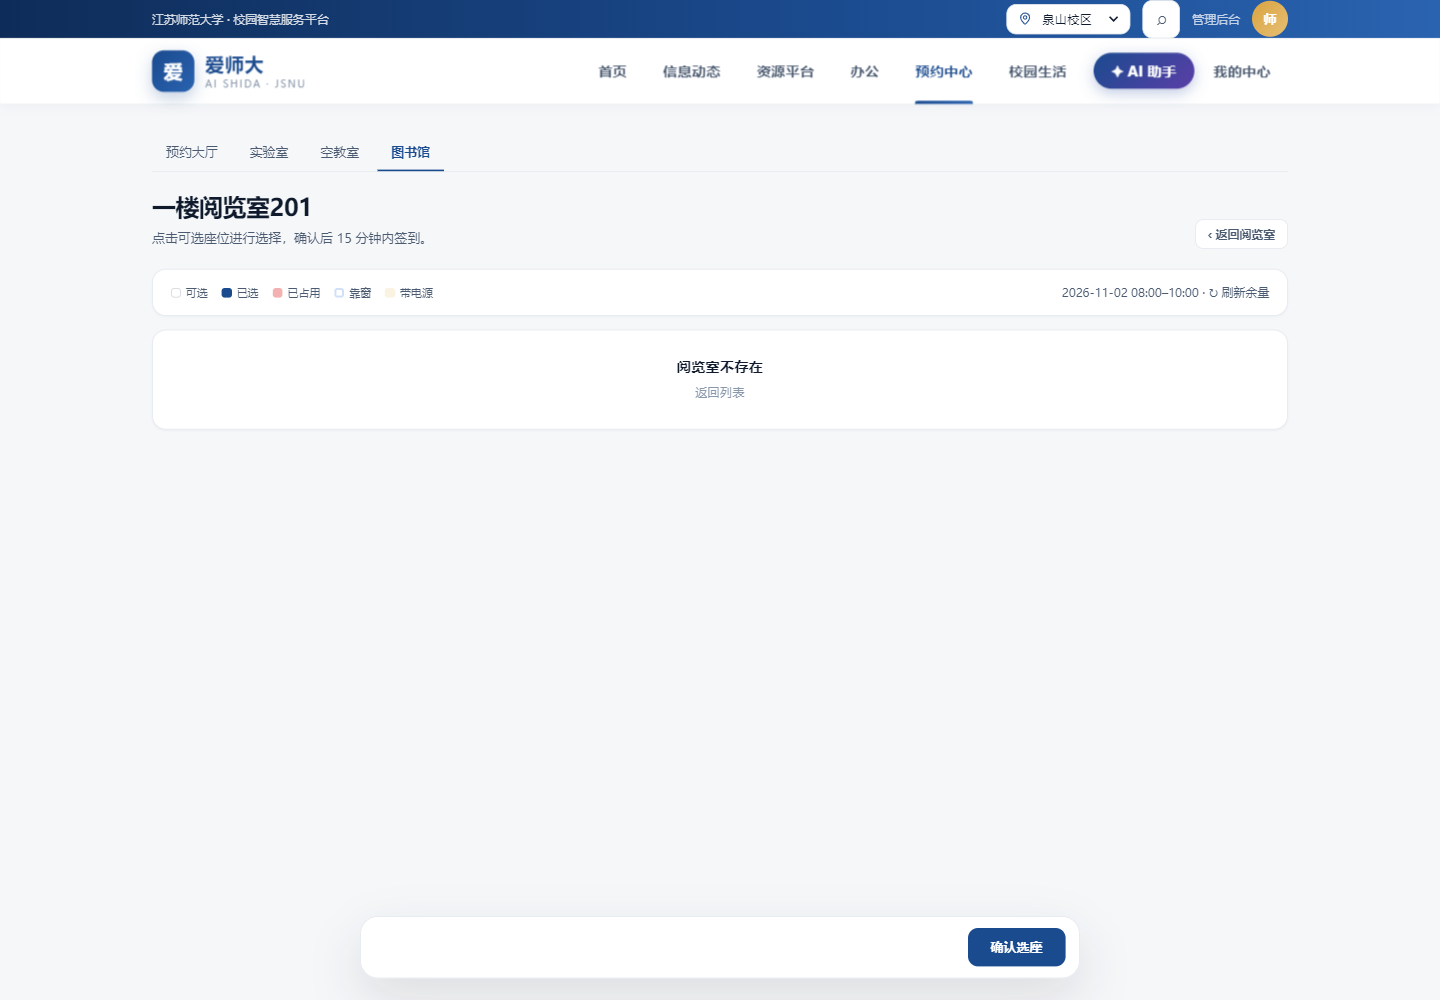 江苏师范大学 · 校园智慧服务平台
泉山校区
管理后台
师
爱
爱师大
AI SHIDA · JSNU
首页
信息动态
资源平台
办公
预约中心
校园生活
✦ AI 助手
我的中心
预约大厅
实验室
空教室
图书馆
一楼阅览室201
点击可选座位进行选择，确认后 15 分钟内签到。
‹ 返回阅览室
可选
已选
已占用
靠窗
带电源
2026-11-02 08:00–10:00 · ↻ 刷新余量
阅览室不存在
返回列表
确认选座